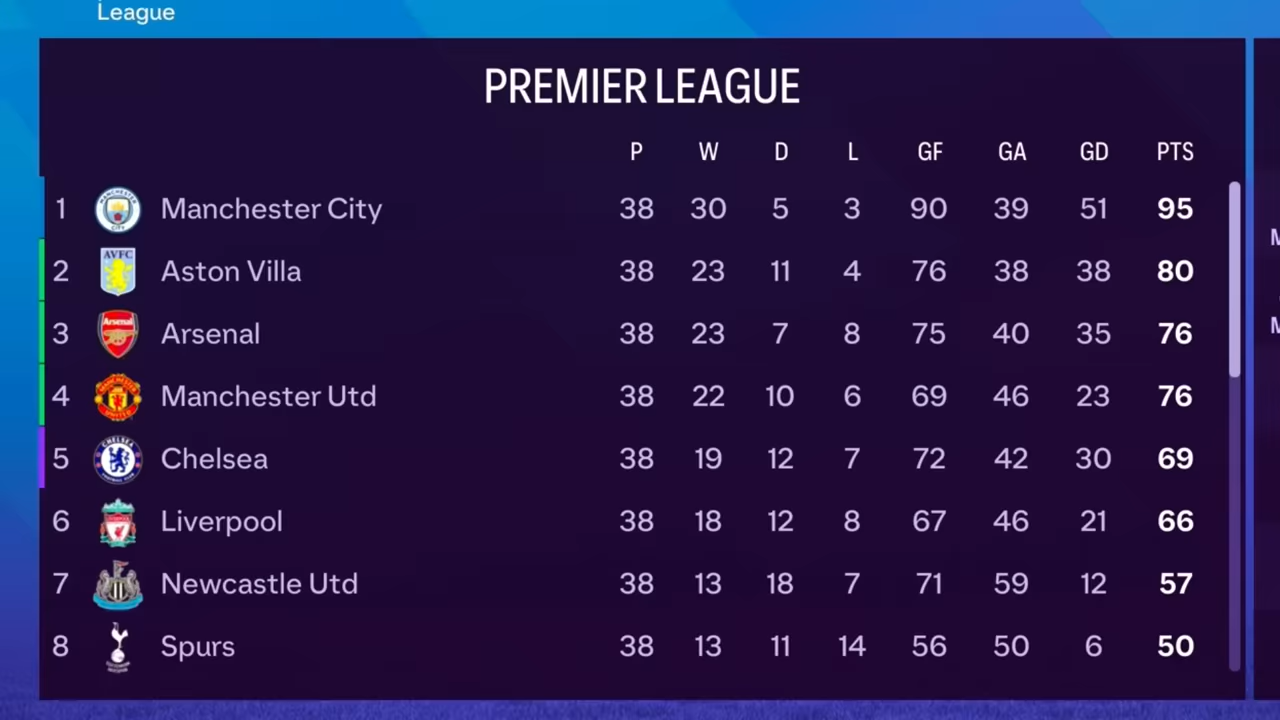 League
PREMIER LEAGUE
P W D L GF GA GD PTS
1 Manchester City 38 30 5 3 90 39 51 95
2 AVFC Aston Villa 38 23 11 4 76 38 38 80
3 Arsenal Arsenal 38 23 7 8 75 40 35 76
4 Manchester Utd 38 22 10 6 69 46 23 76
5 Chelsea 38 19 12 7 72 42 30 69
6 Liverpool 38 18 12 8 67 46 21 66
7 Newcastle Utd 38 13 18 7 71 59 12 57
8 Spurs 38 13 11 14 56 50 6 50